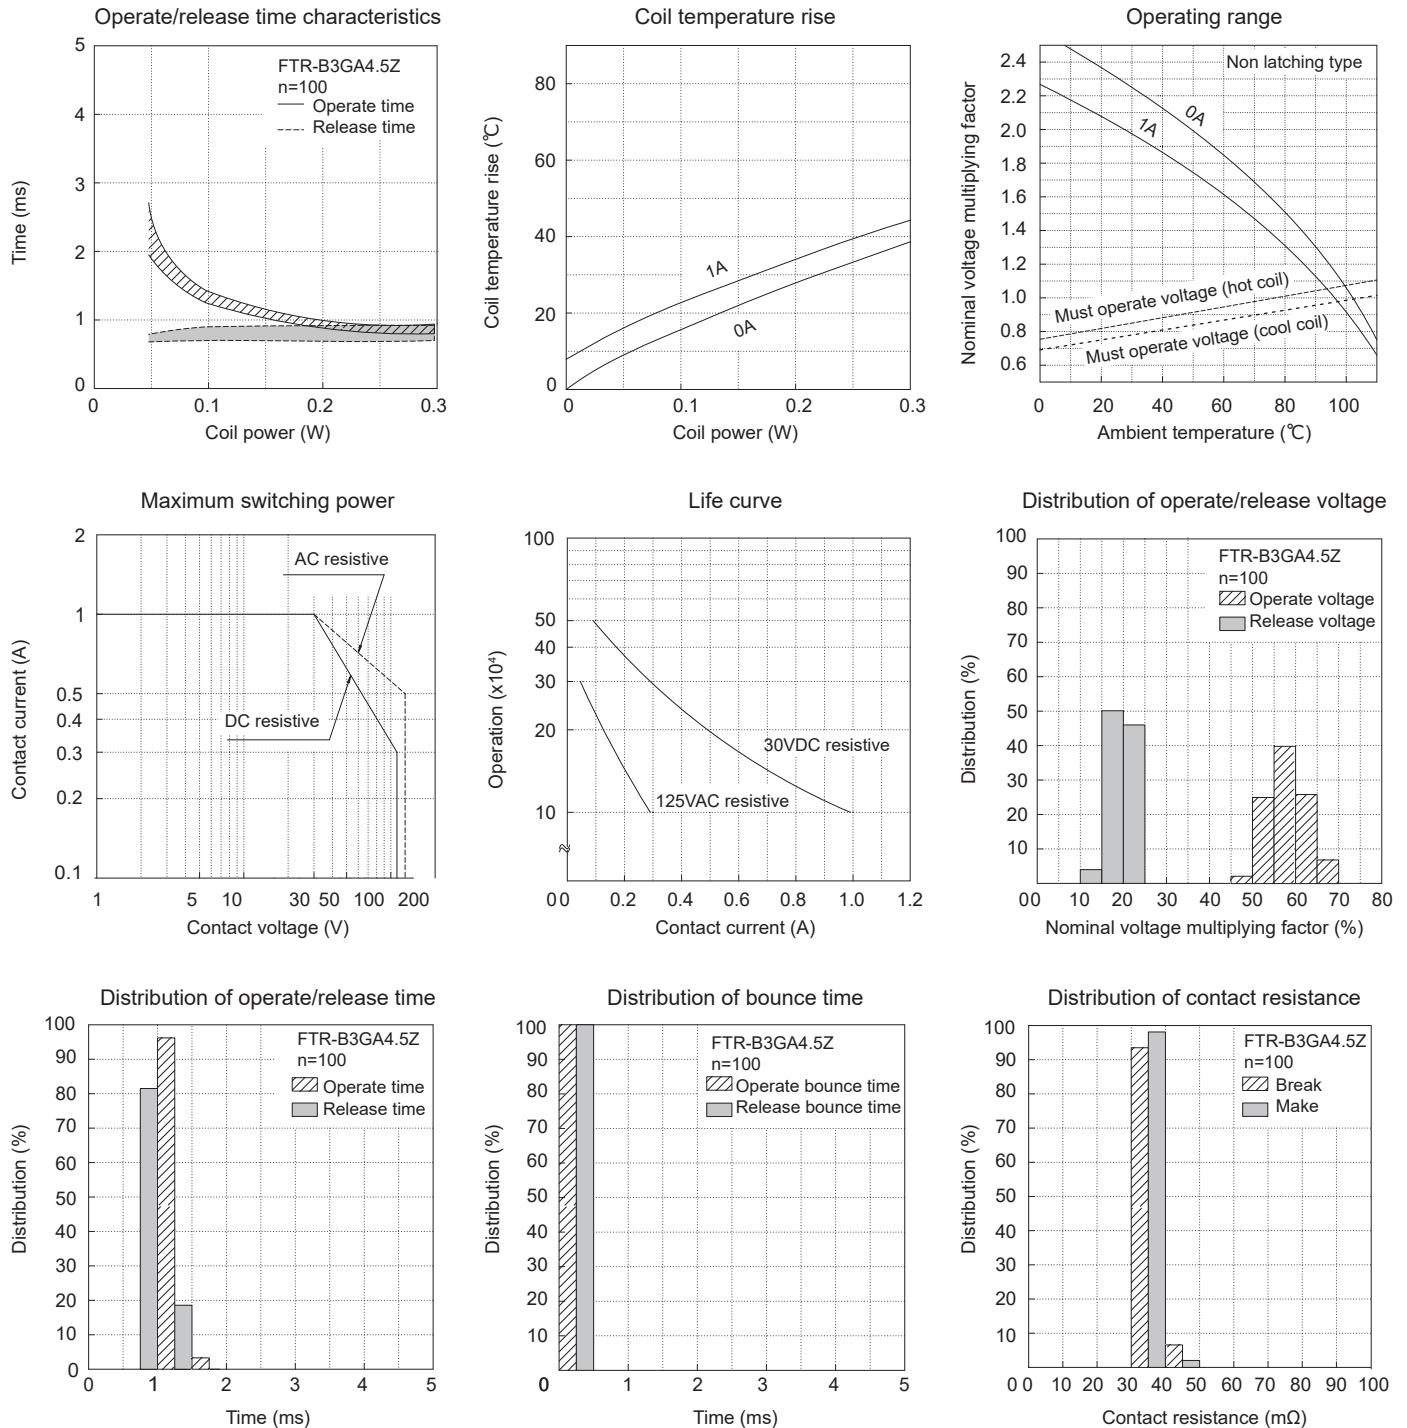 Operate/release time characteristics
5
4
3
2
1
0
0
0.1
0.2
0.3
Time (ms)
Coil power (W)
FTR-B3GA4.5Z
n=100
Operate time
Release time
Coil temperature rise
80
60
40
20
0
0
0.1
0.2
0.3
Coil temperature rise (℃)
Coil power (W)
1A
0A
Operating range
2.4
2.2
2.0
1.8
1.6
1.4
1.2
1.0
0.8
0.6
0
20
40
60
80
100
Nominal voltage multiplying factor
Ambient temperature (℃)
Non latching type
0A
1A
Must operate voltage (hot coil)
Must operate voltage (cool coil)
Maximum switching power
2
1
0.5
0.4
0.3
0.2
0.1
1
5
10
30
50
100
200
Contact current (A)
Contact voltage (V)
AC resistive
DC resistive
Life curve
100
50
40
30
20
10
0
0
0.2
0.4
0.6
0.8
1.0
1.2
Operation (x10⁴)
Contact current (A)
30VDC resistive
125VAC resistive
Distribution of operate/release voltage
100
90
80
70
60
50
40
30
20
10
0
0
10
20
30
40
50
60
70
80
Distribution (%)
Nominal voltage multiplying factor (%)
FTR-B3GA4.5Z
n=100
Operate voltage
Release voltage
Distribution of operate/release time
100
90
80
70
60
50
40
30
20
10
0
0
1
2
3
4
5
Distribution (%)
Time (ms)
FTR-B3GA4.5Z
n=100
Operate time
Release time
Distribution of bounce time
100
90
80
70
60
50
40
30
20
10
0
1
2
3
4
5
Distribution (%)
Time (ms)
FTR-B3GA4.5Z
n=100
Operate bounce time
Release bounce time
Distribution of contact resistance
100
90
80
70
60
50
40
30
20
10
0
0
10
20
30
40
50
60
70
80
90
100
Distribution (%)
Contact resistance (mΩ)
FTR-B3GA4.5Z
n=100
Break
Make